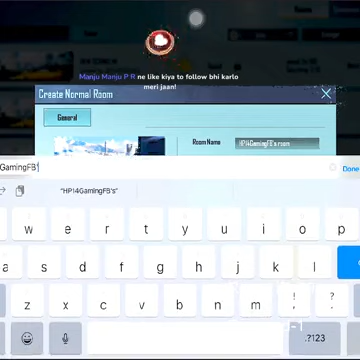 Manju Manju P R ne like kiya to follow bhi karlo
meri jaan!
Create Normal Room
General
Room Name
HP14GamingFB's room
GamingFB'
Done
"HP14GamingFB's"
w e r t y u i o p
a s d f g h j k l
z x c v b n m ! ?
.?123